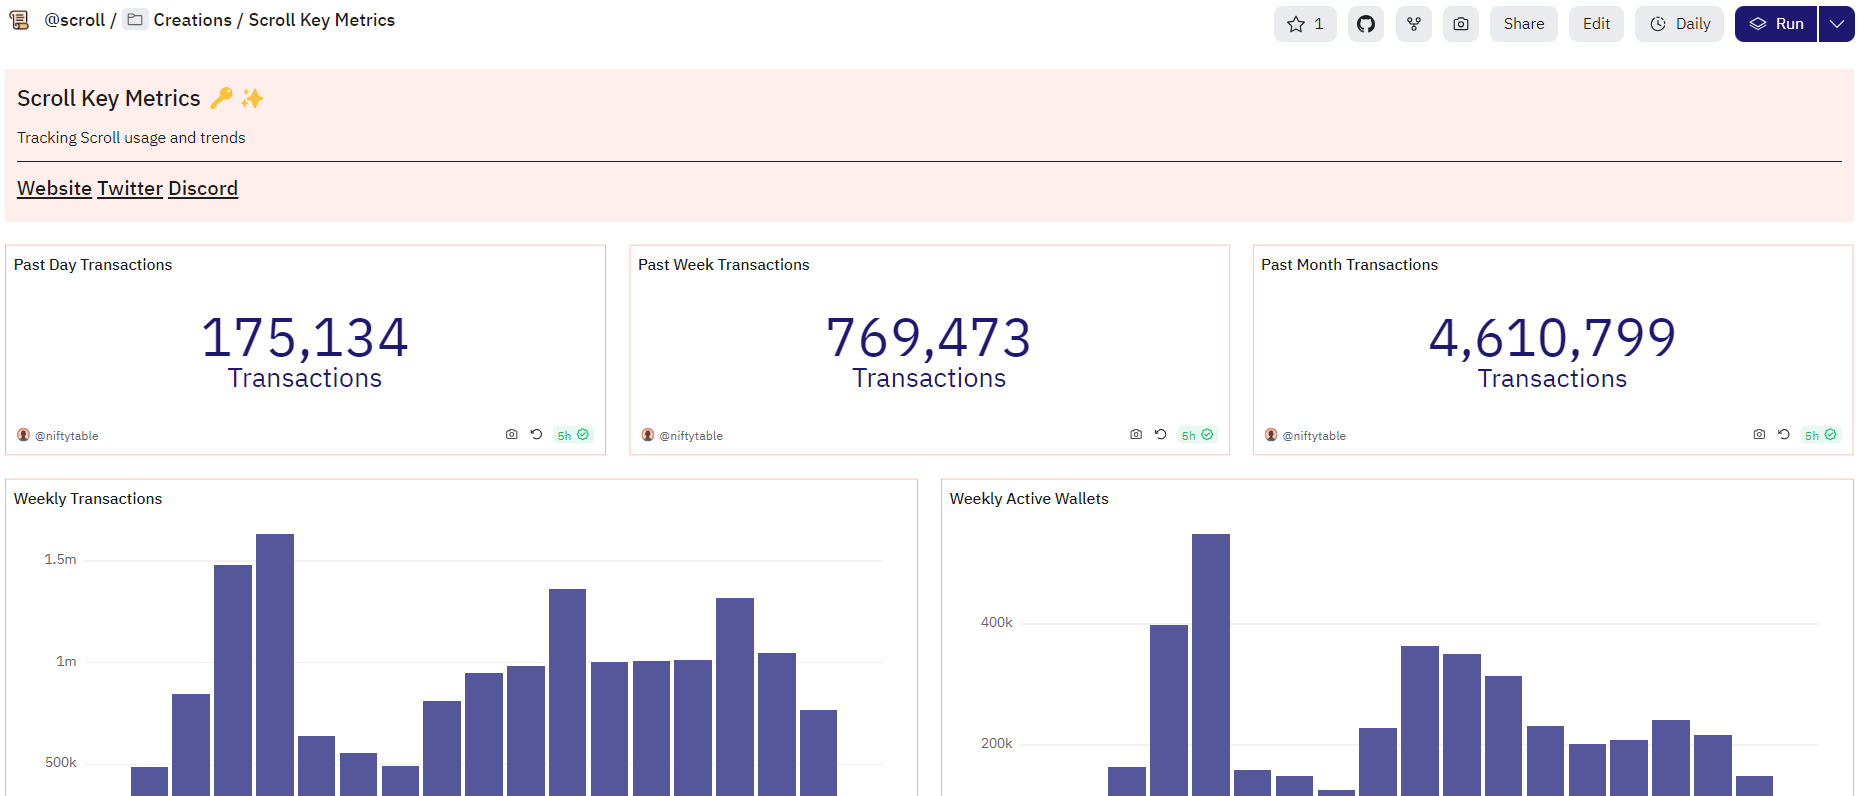 @scroll / Creations / Scroll Key Metrics
1
Share
Edit
Daily
Run
Scroll Key Metrics
Tracking Scroll usage and trends
Website Twitter Discord
Past Day Transactions
175,134
Transactions
@niftytable
5h
Past Week Transactions
769,473
Transactions
@niftytable
5h
Past Month Transactions
4,610,799
Transactions
@niftytable
5h
Weekly Transactions
1.5m
1m
500k
Weekly Active Wallets
400k
200k